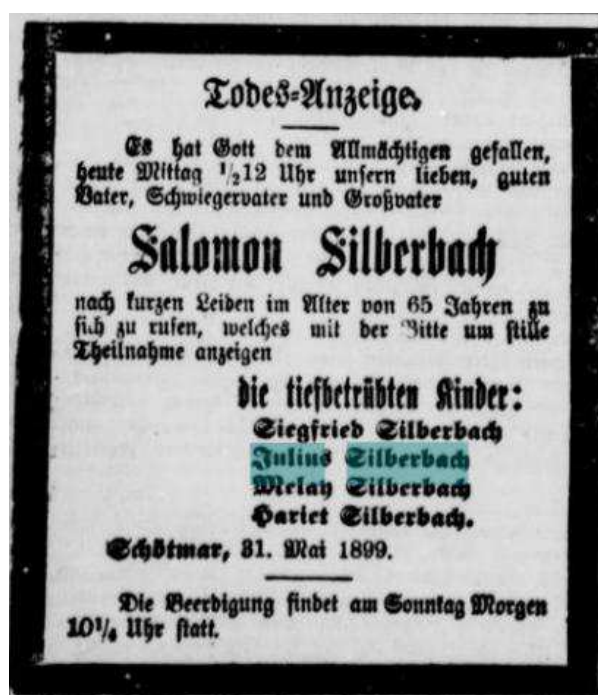 Todes-Anzeige.
Es hat Gott dem Allmächtigen gefallen,
heute Mittag ½12 Uhr unsern lieben, guten
Vater, Schwiegervater und Großvater
Salomon Silberbach
nach kurzen Leiden im Alter von 65 Jahren zu
sich zu rufen, welches mit der Bitte um stille
Theilnahme anzeigen
die tiefbetrübten Kinder:
Siegfried Silberbach
Julius Silberbach
Melay Silberbach
Hariet Silberbach.
Schötmar, 31. Mai 1899.
Die Beerdigung findet am Sonntag Morgen
10¼ Uhr statt.